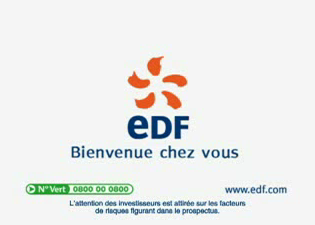 eDF
Bienvenue chez vous
N° Vert 0800 00 0800
www.edf.com
L'attention des investisseurs est attirée sur les facteurs
de risques figurant dans le prospectus.